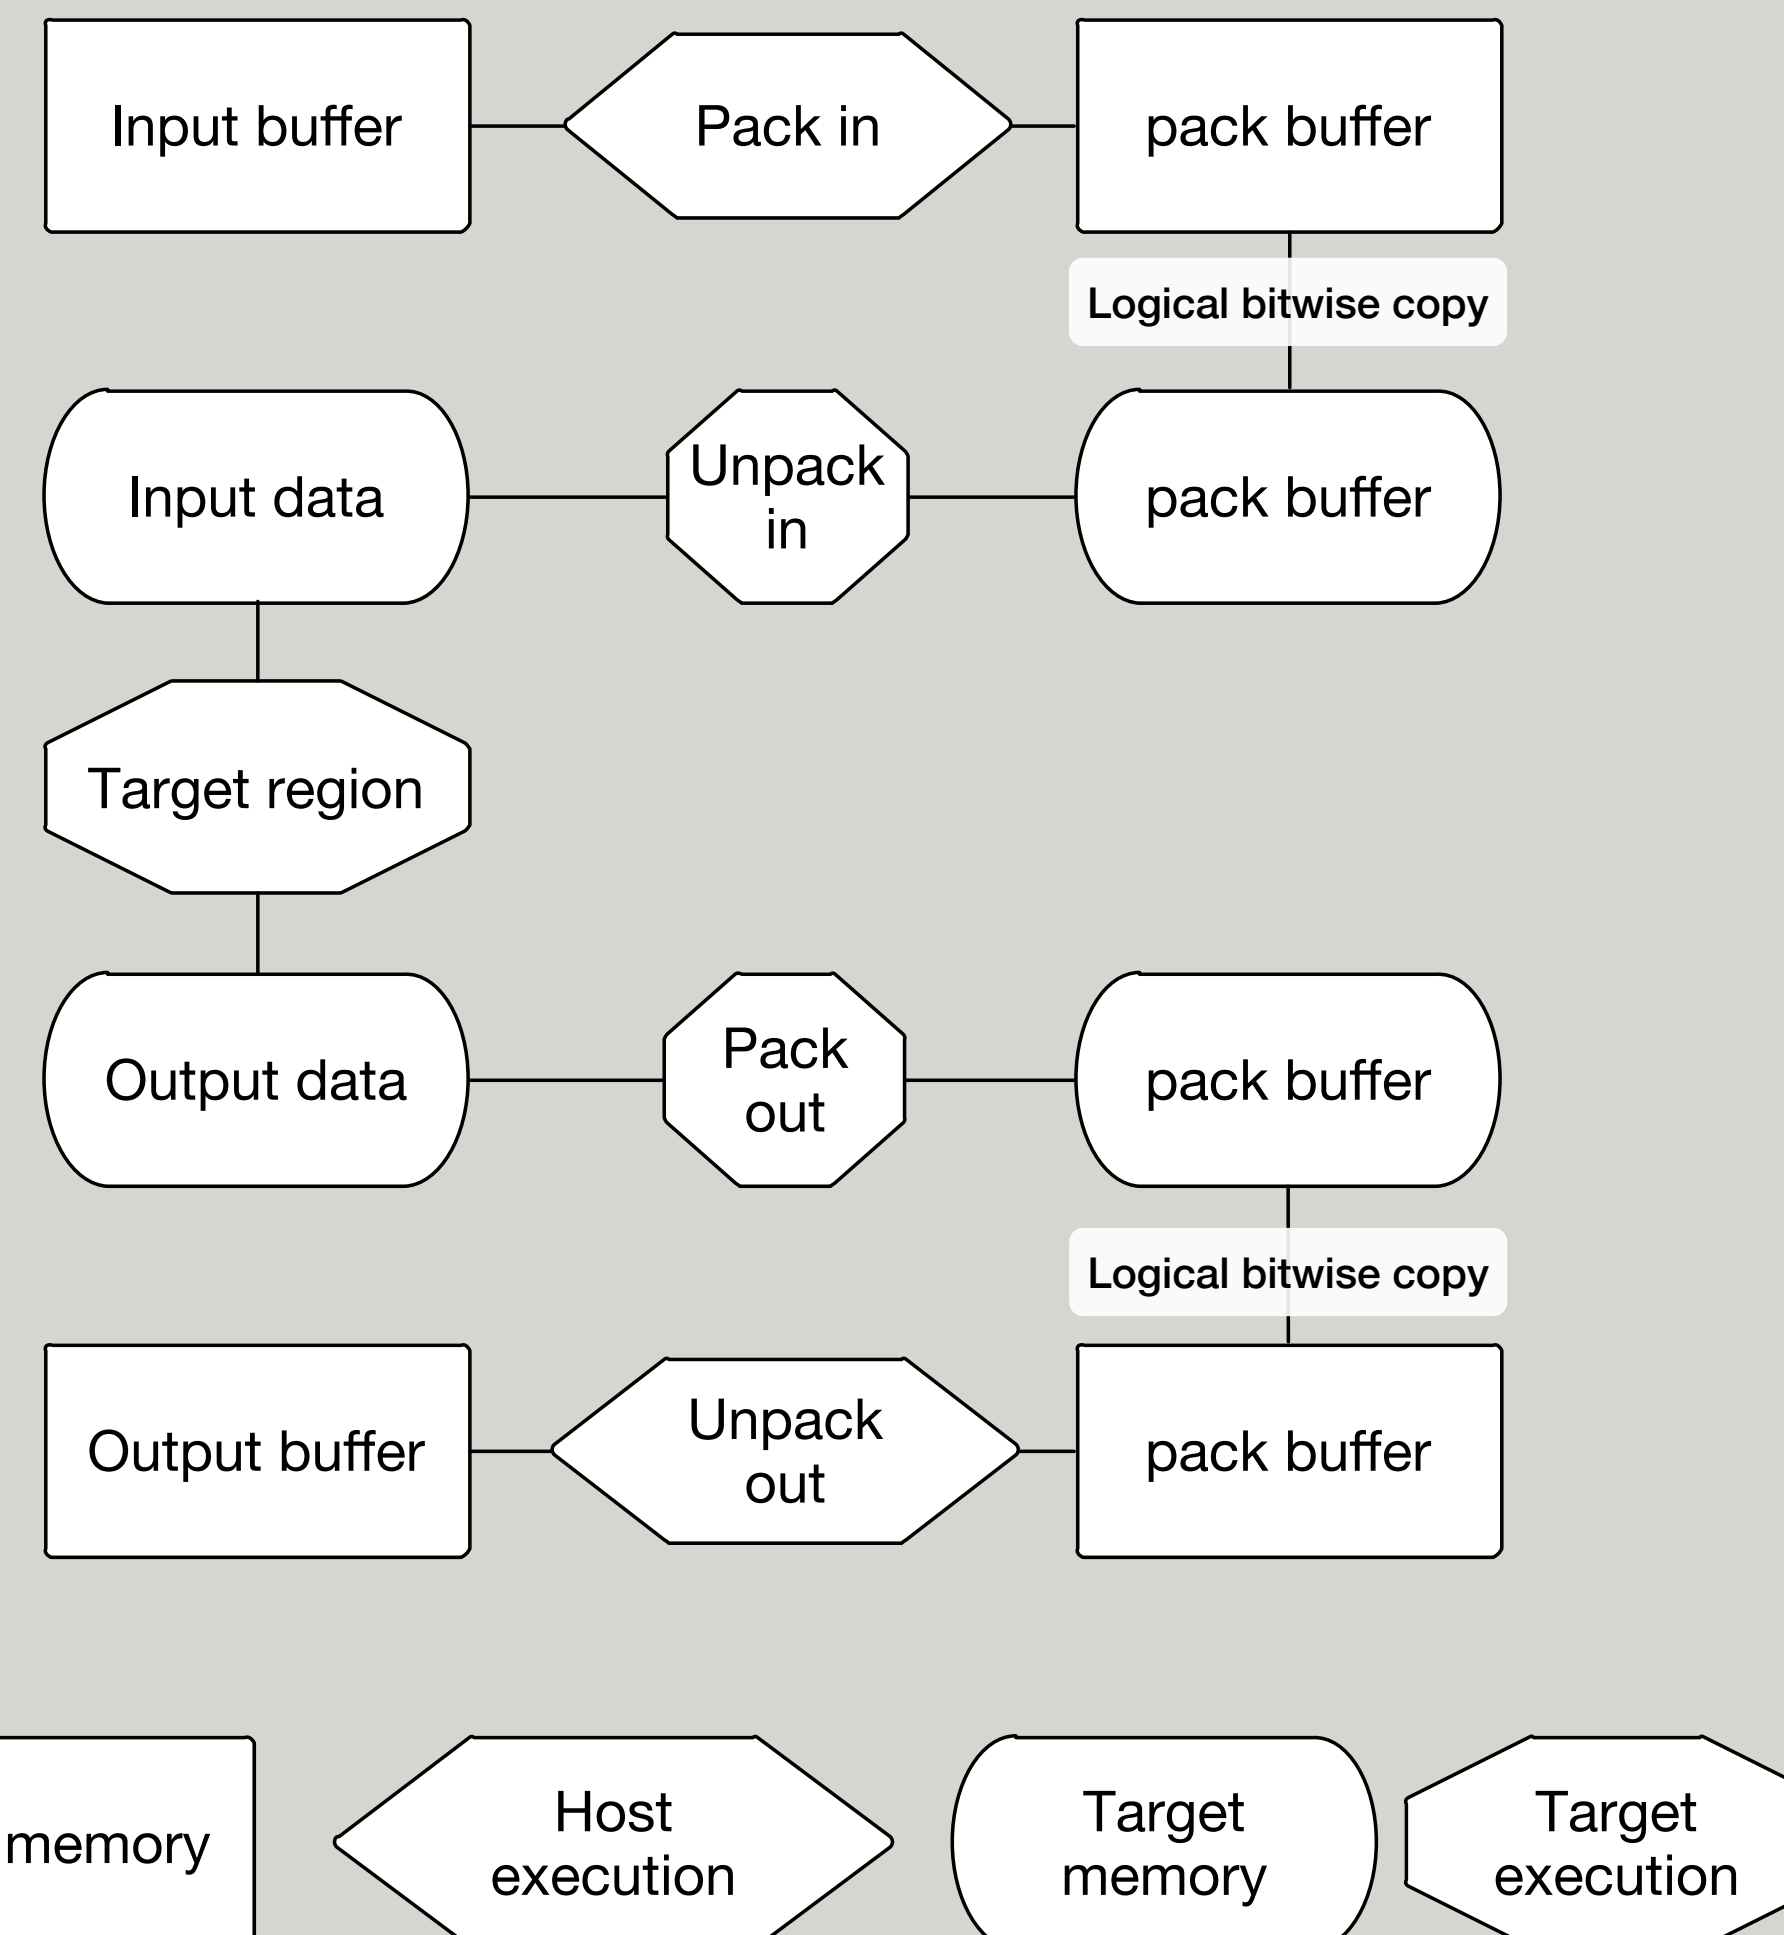 Input buffer
Pack in
pack buffer
Logical bitwise copy
Input data
Unpack
in
pack buffer
Target region
Output data
Pack
out
pack buffer
Logical bitwise copy
Output buffer
Unpack
out
pack buffer
memory
Host
execution
Target
memory
Target
execution